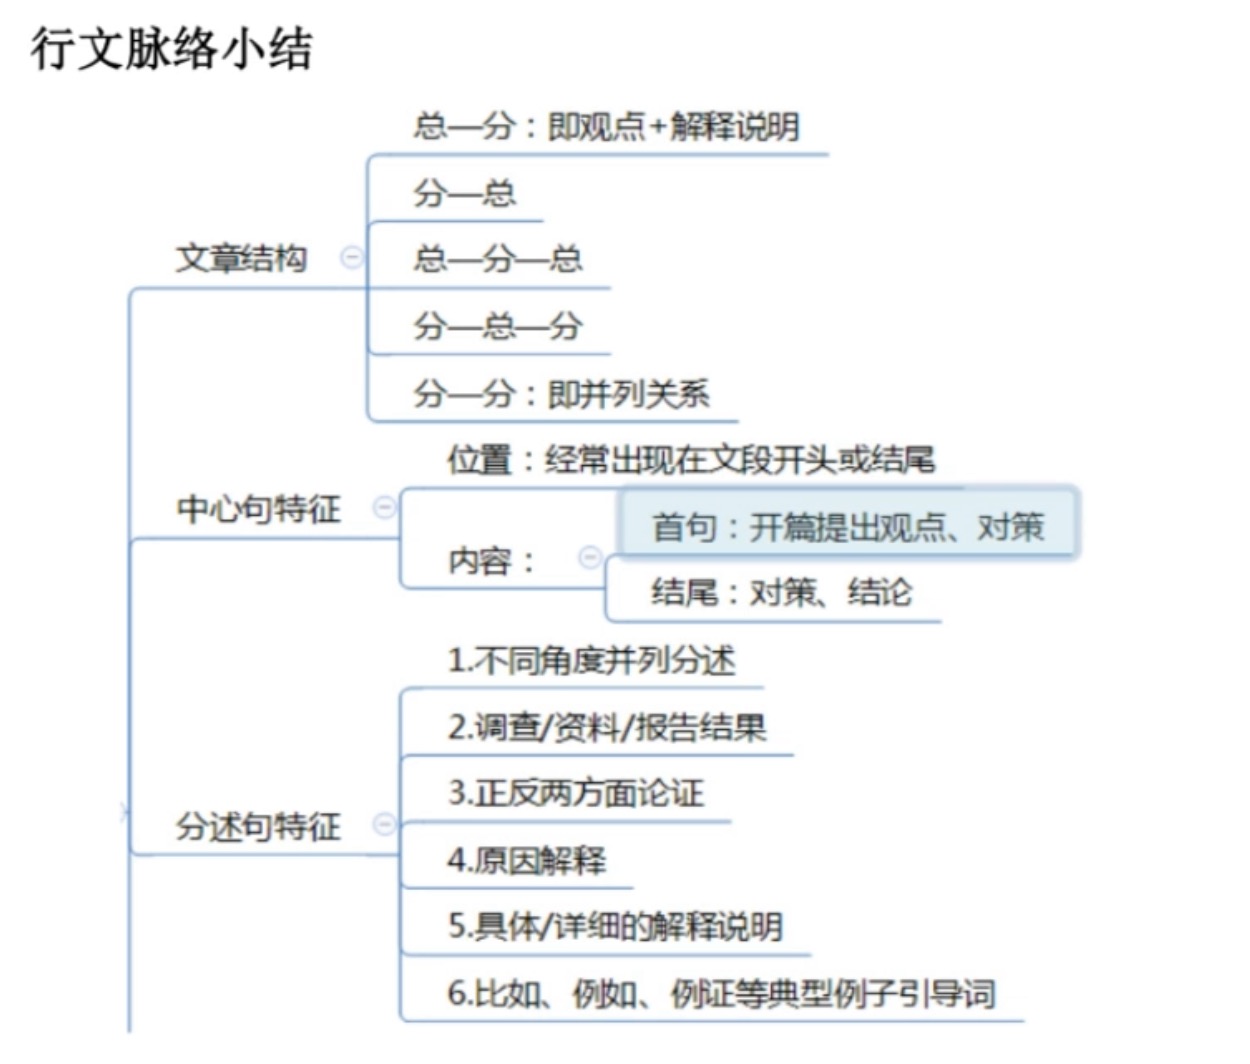 行文脉络小结
总—分：即观点+解释说明
分—总
文章结构
总—分—总
分—总—分
分—分：即并列关系
位置：经常出现在文段开头或结尾
中心句特征
首句：开篇提出观点、对策
内容：
结尾：对策、结论
1.不同角度并列分述
2.调查/资料/报告结果
3.正反两方面论证
分述句特征
4.原因解释
5.具体/详细的解释说明
6.比如、例如、例证等典型例子引导词